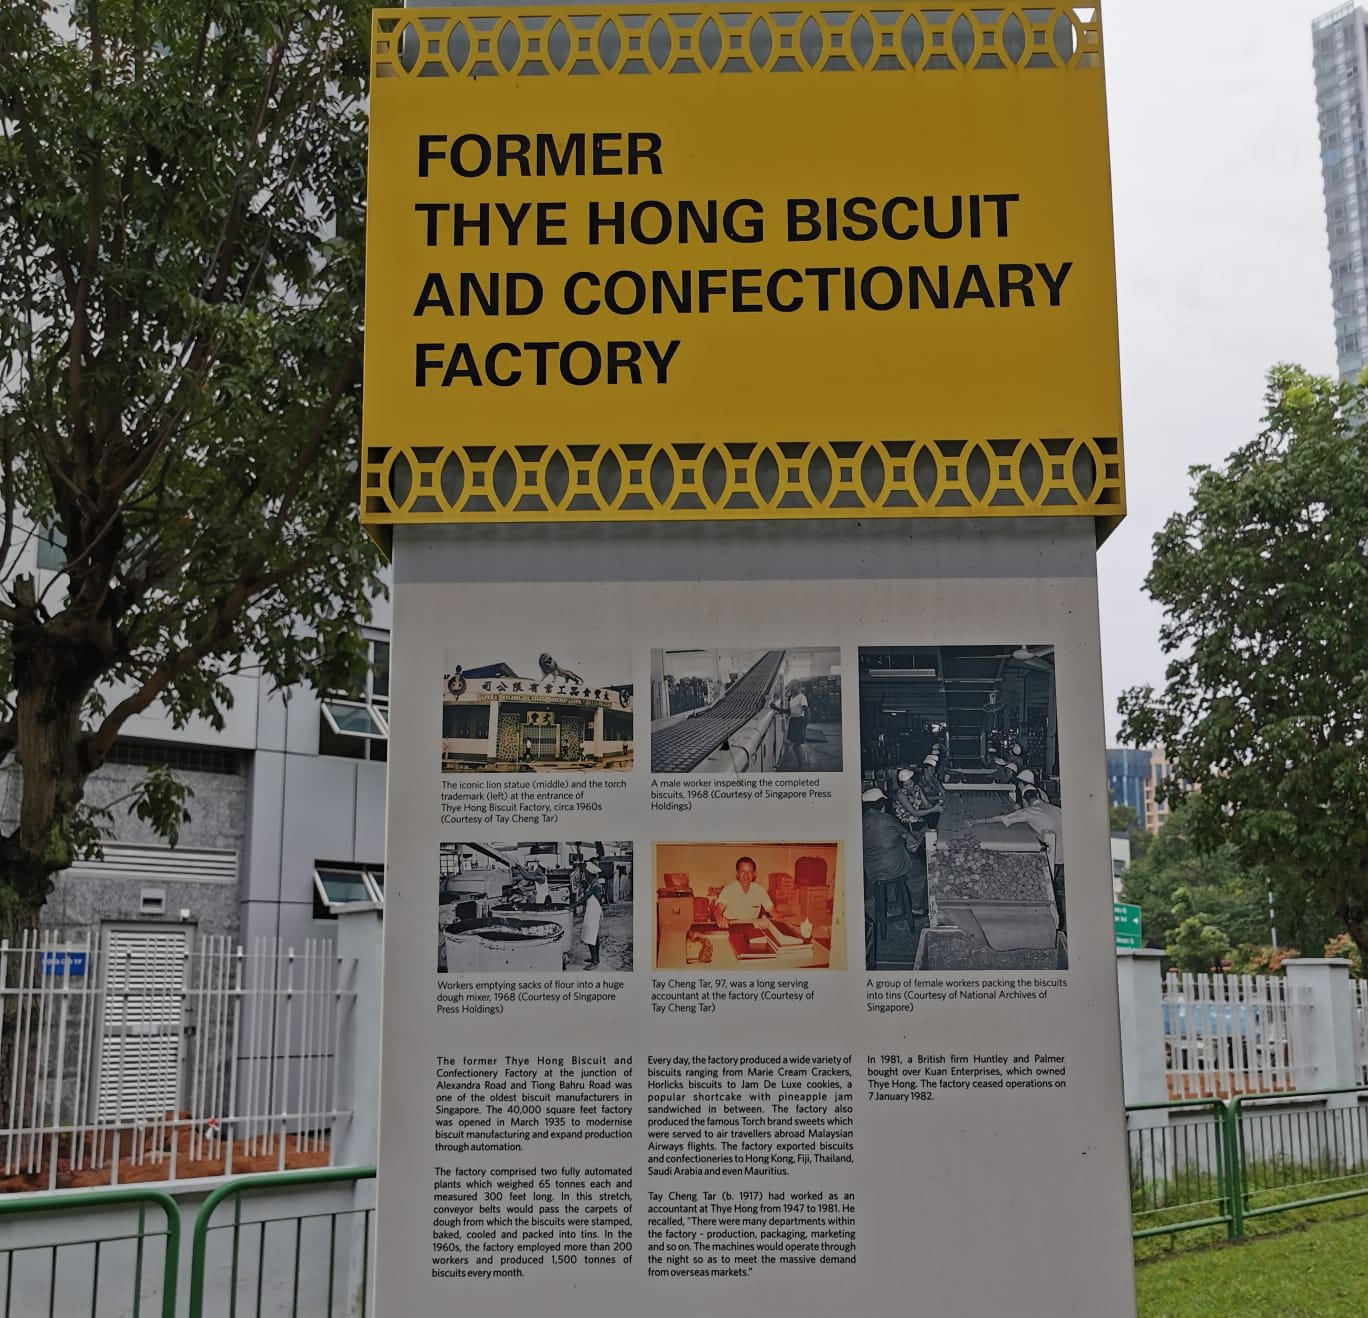 FORMER
THYE HONG BISCUIT
AND CONFECTIONARY
FACTORY
司公限有業工品食豐太
豐太
The iconic lion statue (middle) and the torch
trademark (left) at the entrance of
Thye Hong Biscuit Factory, circa 1960s
(Courtesy of Tay Cheng Tar)
A male worker inspecting the completed
biscuits, 1968 (Courtesy of Singapore Press
Holdings)
Workers emptying sacks of flour into a huge
dough mixer, 1968 (Courtesy of Singapore
Press Holdings)
Tay Cheng Tar, 97, was a long serving
accountant at the factory (Courtesy of
Tay Cheng Tar)
A group of female workers packing the biscuits
into tins (Courtesy of National Archives of
Singapore)
The former Thye Hong Biscuit and
Confectionery Factory at the junction of
Alexandra Road and Tiong Bahru Road was
one of the oldest biscuit manufacturers in
Singapore. The 40,000 square feet factory
was opened in March 1935 to modernise
biscuit manufacturing and expand production
through automation.
The factory comprised two fully automated
plants which weighed 65 tonnes each and
measured 300 feet long. In this stretch,
conveyor belts would pass the carpets of
dough from which the biscuits were stamped,
baked, cooled and packed into tins. In the
1960s, the factory employed more than 200
workers and produced 1,500 tonnes of
biscuits every month.
Every day, the factory produced a wide variety of
biscuits ranging from Marie Cream Crackers,
Horlicks biscuits to Jam De Luxe cookies, a
popular shortcake with pineapple jam
sandwiched in between. The factory also
produced the famous Torch brand sweets which
were served to air travellers abroad Malaysian
Airways flights. The factory exported biscuits
and confectioneries to Hong Kong, Fiji, Thailand,
Saudi Arabia and even Mauritius.
Tay Cheng Tar (b. 1917) had worked as an
accountant at Thye Hong from 1947 to 1981. He
recalled, "There were many departments within
the factory - production, packaging, marketing
and so on. The machines would operate through
the night so as to meet the massive demand
from overseas markets."
In 1981, a British firm Huntley and Palmer
bought over Kuan Enterprises, which owned
Thye Hong. The factory ceased operations on
7 January 1982.